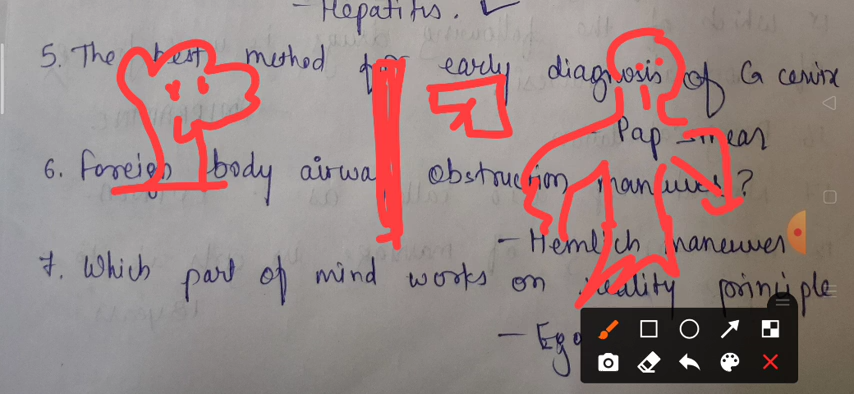 - Hepatitis.
5. The best method for early diagnosis of Ca cervix
- Pap smear
6. Foreign body airway obstruction maneuver?
- Hemlich maneuver
7. Which part of mind works on reality principle
- Ego